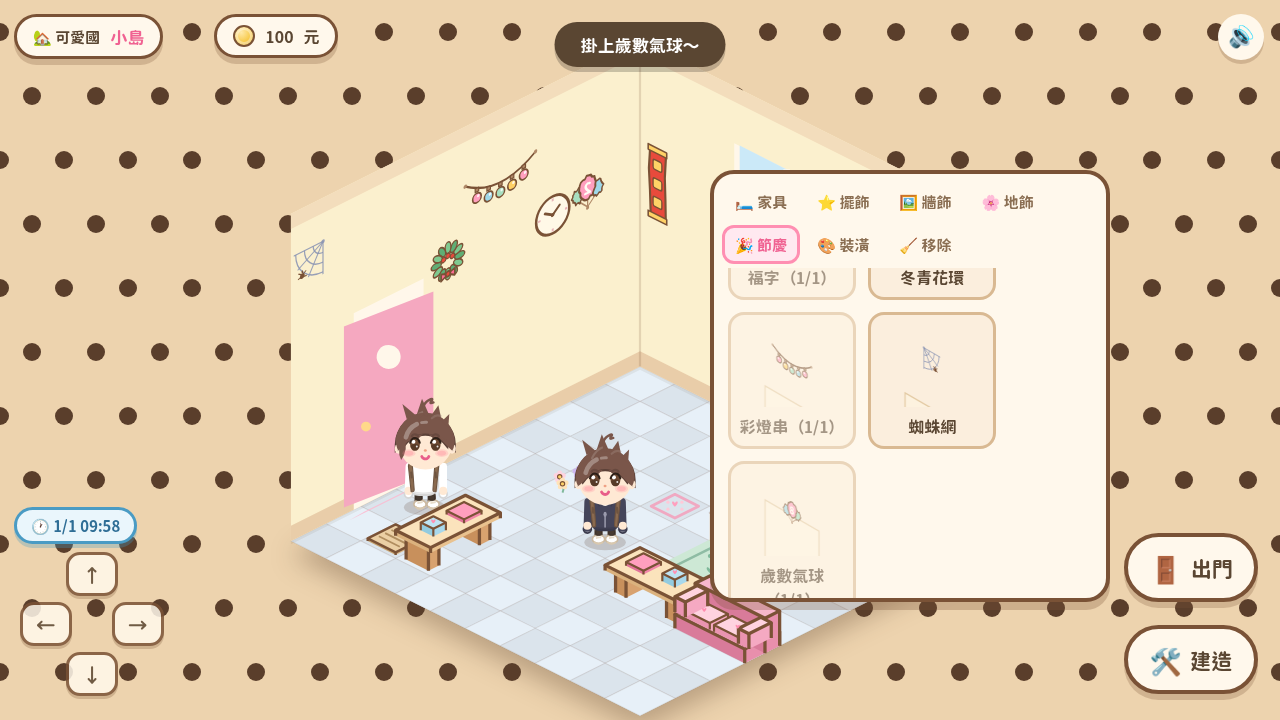 🏡 可愛國 小島
100 元
掛上歲數氣球～
🛏️ 家具
⭐ 擺飾
🖼️ 牆飾
🌸 地飾
🎉 節慶
🎨 裝潢
🧹 移除
福字（1/1）
冬青花環
彩燈串（1/1）
蜘蛛網
歲數氣球
（1/1）
🕐 1/1 09:58
↑
← →
↓
🚪 出門
🛠️ 建造